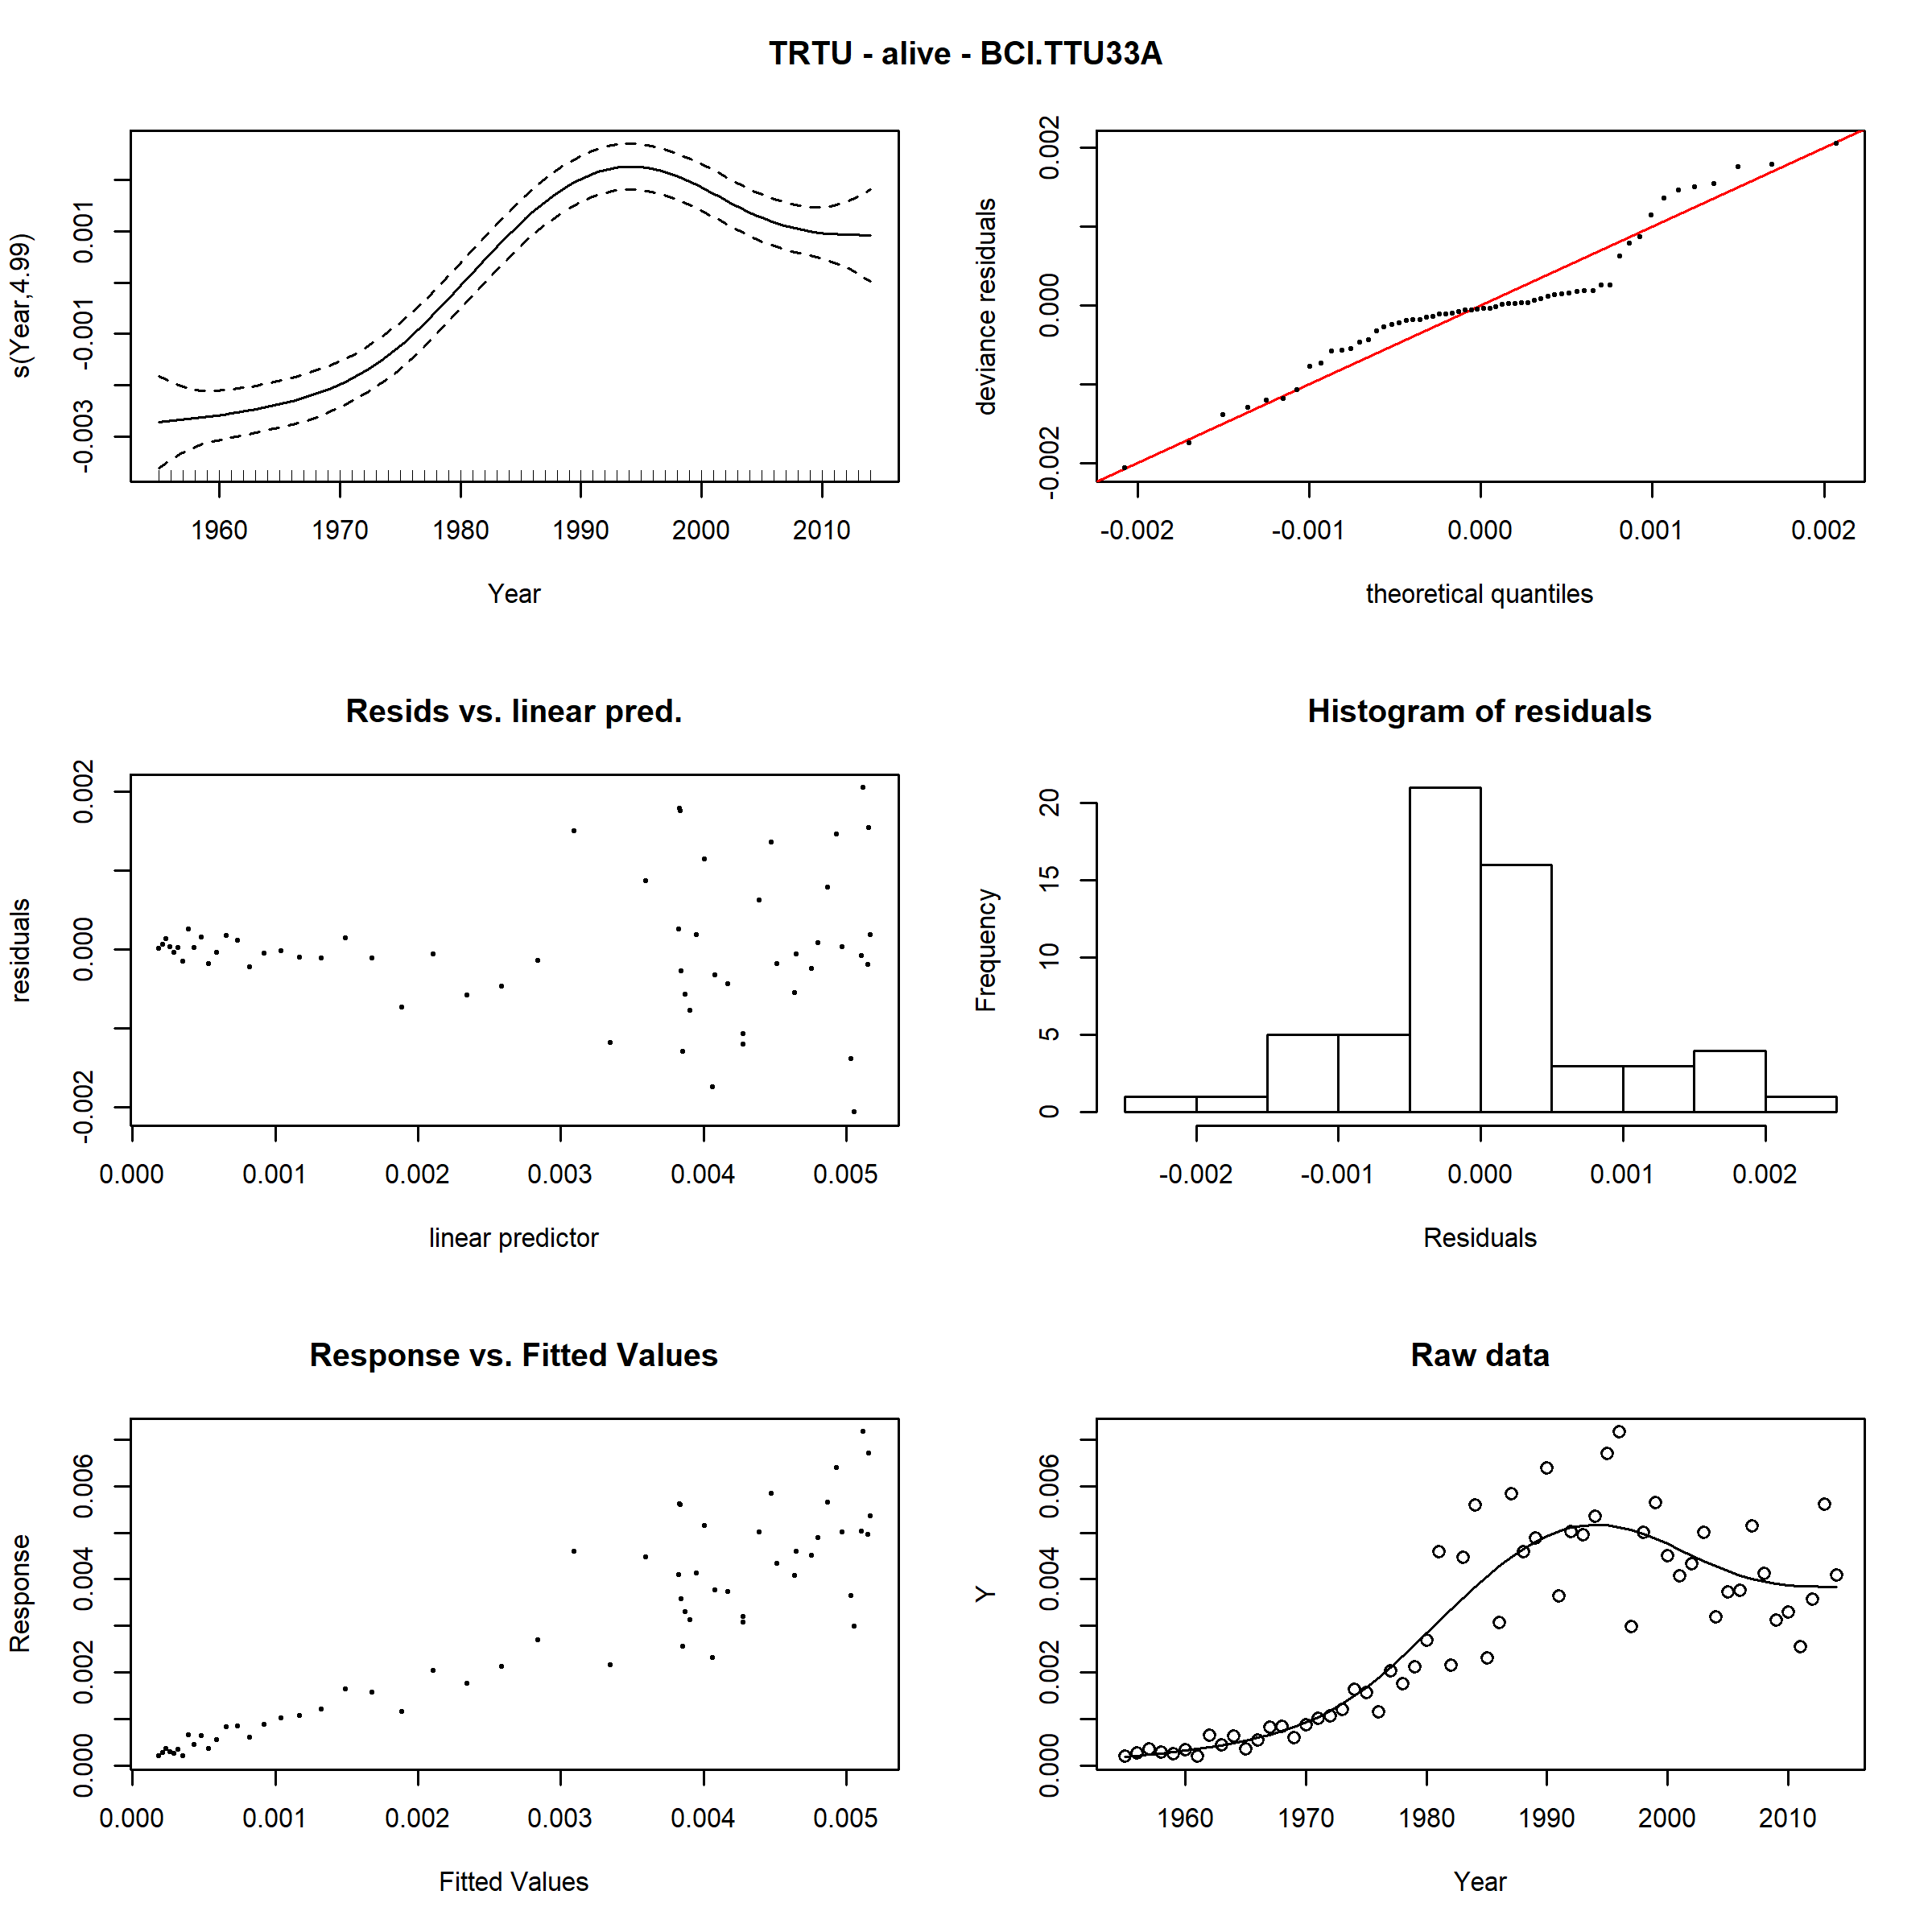 TRTU - alive - BCI.TTU33A
s(Year,4.99)
-0.003 -0.001 0.001
1960 1970 1980 1990 2000 2010
Year
deviance residuals
-0.002 0.000 0.002
-0.002 -0.001 0.000 0.001 0.002
theoretical quantiles
Resids vs. linear pred.
residuals
-0.002 0.000 0.002
0.000 0.001 0.002 0.003 0.004 0.005
linear predictor
Histogram of residuals
Frequency
0 5 10 15 20
-0.002 -0.001 0.000 0.001 0.002
Residuals
Response vs. Fitted Values
Response
0.000 0.002 0.004 0.006
0.000 0.001 0.002 0.003 0.004 0.005
Fitted Values
Raw data
Y
0.000 0.002 0.004 0.006
1960 1970 1980 1990 2000 2010
Year